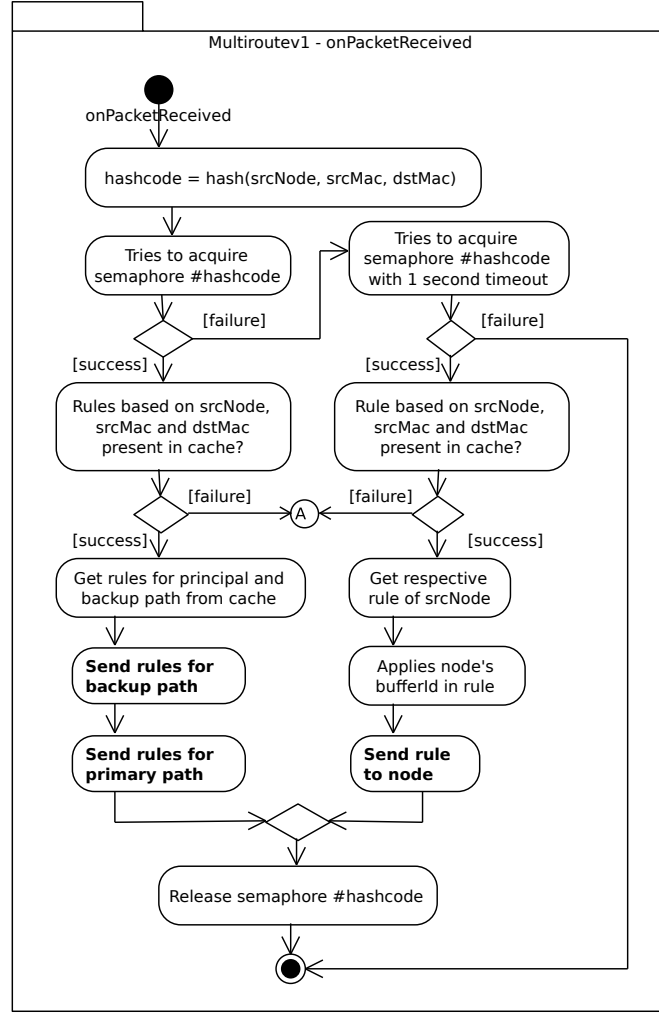 Multiroutev1 - onPacketReceived
onPacketReceived
hashcode = hash(srcNode, srcMac, dstMac)
Tries to acquire
semaphore #hashcode
Tries to acquire
semaphore #hashcode
with 1 second timeout
[failure]
[failure]
[success]
[success]
Rules based on srcNode,
srcMac and dstMac
present in cache?
Rule based on srcNode,
srcMac and dstMac
present in cache?
[failure]
A
[failure]
[success]
[success]
Get rules for principal and
backup path from cache
Get respective
rule of srcNode
Send rules for
backup path
Applies node's
bufferId in rule
Send rules for
primary path
Send rule
to node
Release semaphore #hashcode